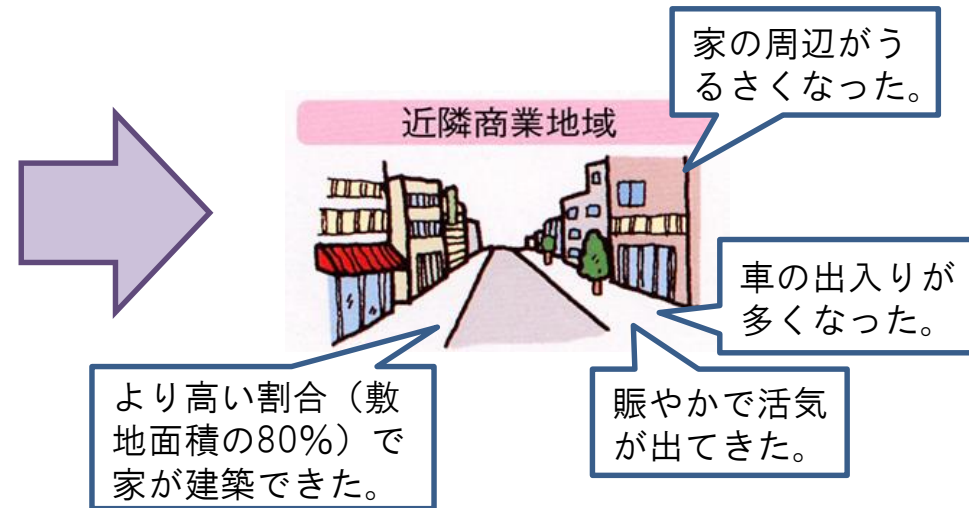 家の周辺がう
るさくなった。
近隣商業地域
車の出入りが
多くなった。
より高い割合（敷
地面積の80%）で
家が建築できた。
賑やかで活気
が出てきた。